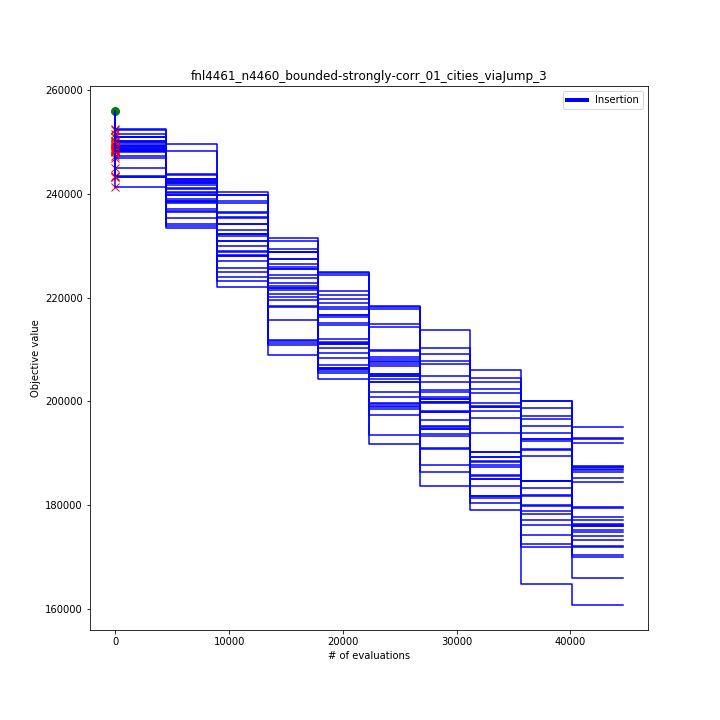 fnl4461_n4460_bounded-strongly-corr_01_cities_viaJump_3
Insertion
260000
240000
220000
200000
180000
160000
Objective value
0
10000
20000
30000
40000
# of evaluations